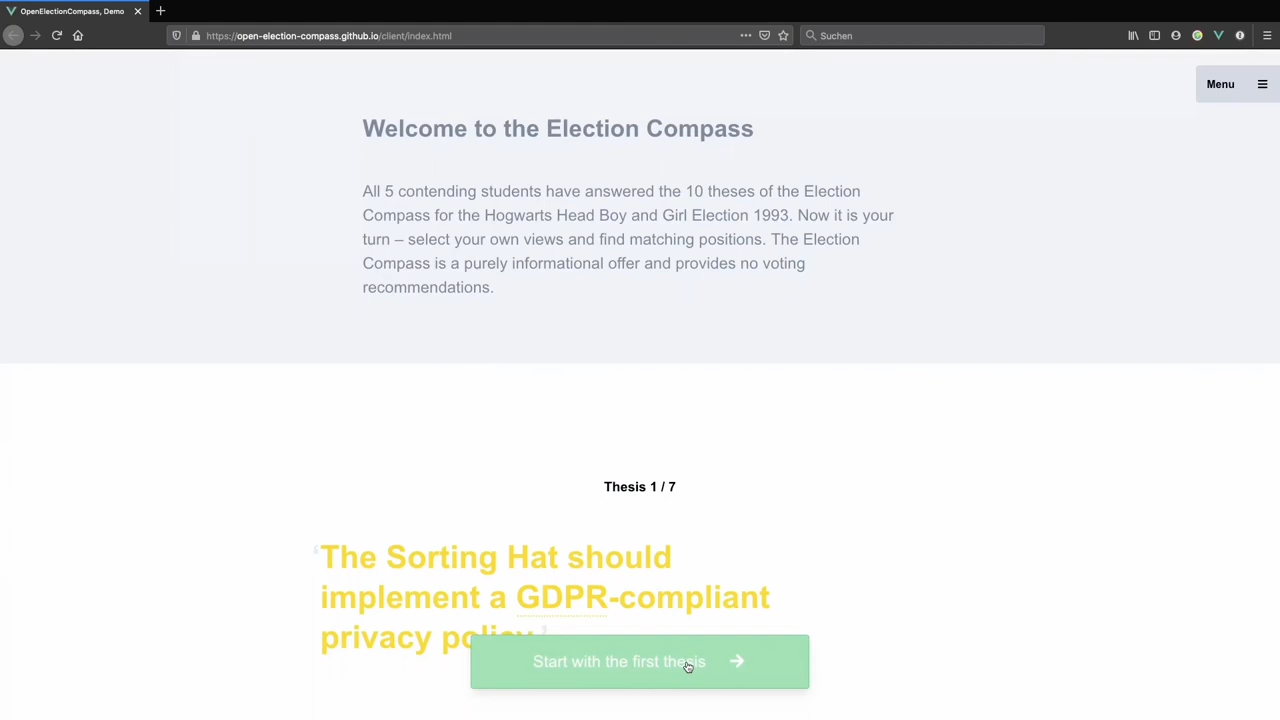 OpenElectionCompass, Demo
https://open-election-compass.github.io/client/index.html
Suchen
Menu
Welcome to the Election Compass
All 5 contending students have answered the 10 theses of the Election
Compass for the Hogwarts Head Boy and Girl Election 1993. Now it is your
turn – select your own views and find matching positions. The Election
Compass is a purely informational offer and provides no voting
recommendations.
Thesis 1 / 7
‘The Sorting Hat should
implement a GDPR-compliant
privacy policy.’
Start with the first thesis